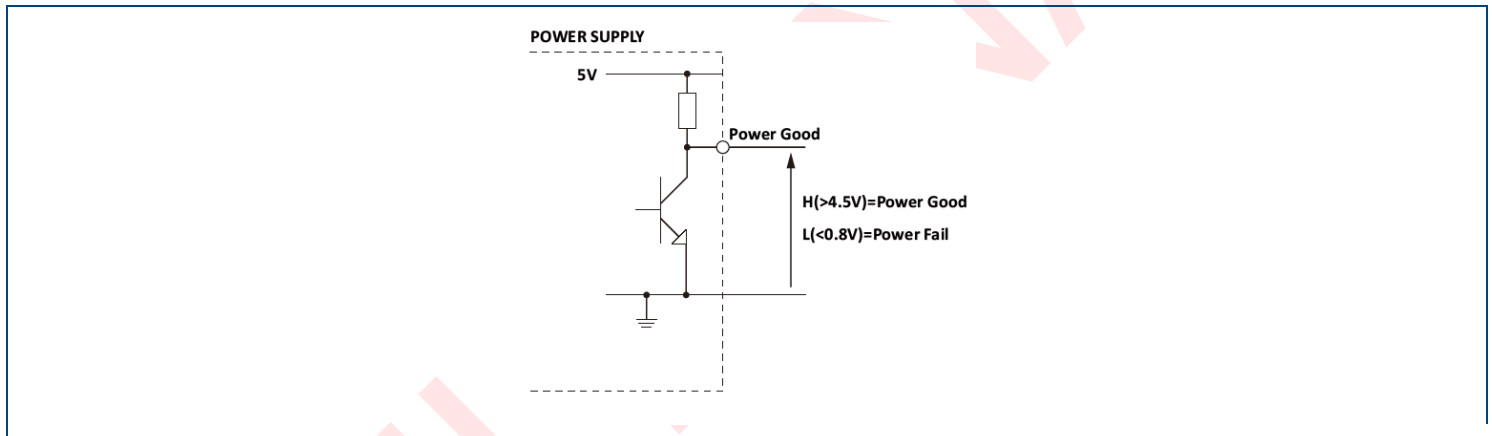 POWER SUPPLY
5V
Power Good
H(>4.5V)=Power Good
L(<0.8V)=Power Fail